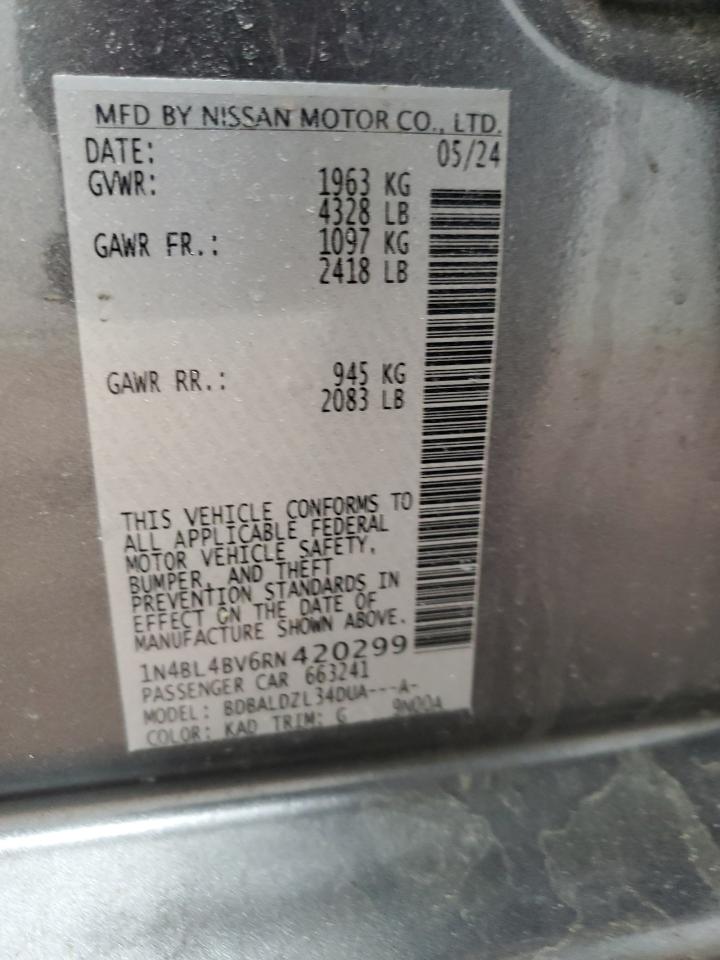 MFD BY NISSAN MOTOR CO., LTD.
DATE: 05/24
GVWR: 1963 KG
4328 LB
GAWR FR.: 1097 KG
2418 LB
GAWR RR.: 945 KG
2083 LB
THIS VEHICLE CONFORMS TO
ALL APPLICABLE FEDERAL
MOTOR VEHICLE SAFETY,
BUMPER, AND THEFT
PREVENTION STANDARDS IN
EFFECT ON THE DATE OF
MANUFACTURE SHOWN ABOVE.
1N4BL4BV6RN420299
PASSENGER CAR 663241
MODEL: BDBALDZL34DUA---A-
COLOR: KAD TRIM: G 9N00A